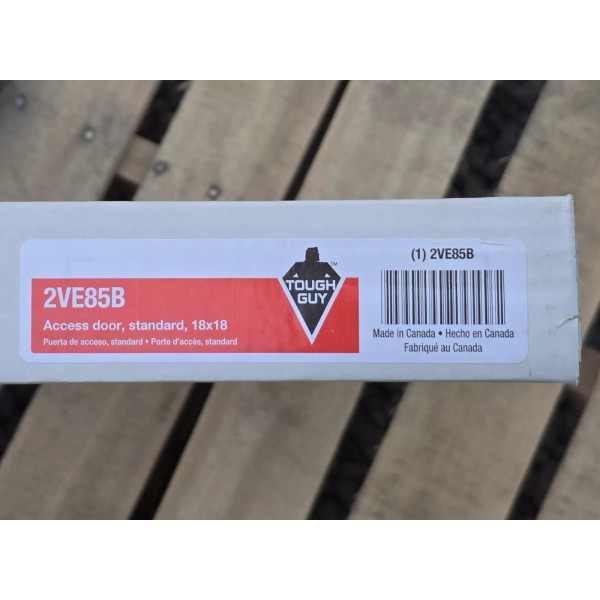 2VE85B
Access door, standard, 18x18
Puerta de acceso, standard • Porte d'accès, standard
TOUGH
GUY
™
(1) 2VE85B
Made in Canada • Hecho en Canada
Fabriqué au Canada